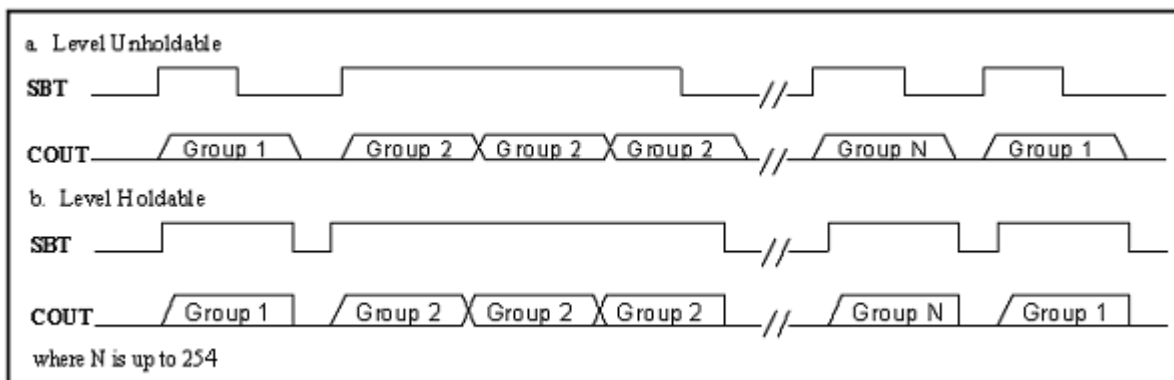 a. Level Unholdable
SBT
COUT Group 1 Group 2 Group 2 Group 2 // Group N Group 1
b. Level Holdable
SBT
COUT Group 1 Group 2 Group 2 Group 2 // Group N Group 1
where N is up to 254